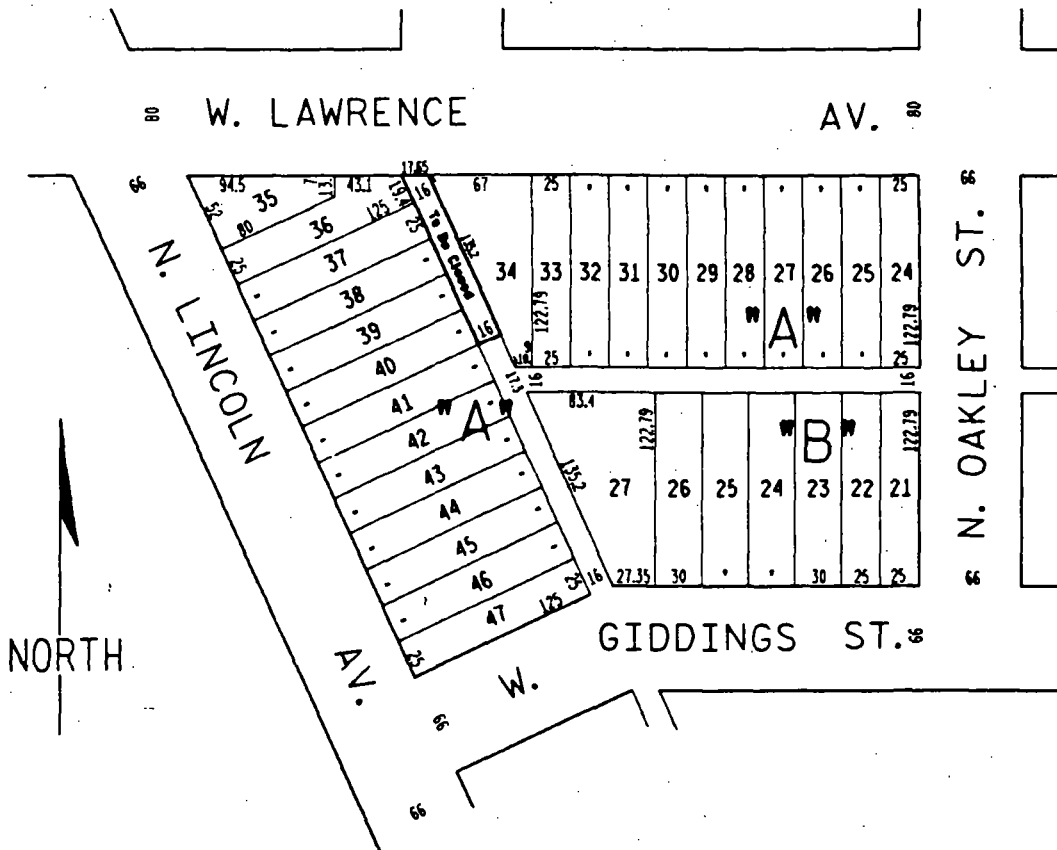 80 W. LAWRENCE AV. 80
66 94.5 7 13. 43.1 17.65 67 25 25 66
52 35 80 19.4 16
25 36 125 25
To Be Closed
135.2
37
38
39
40
41
42
43
44
45
46
47
25 125 25 16
"A"
16
34 33 32 31 30 29 28 27 26 25 24
122.79 122.79
"A"
25 25
17.5 16 16
83.4
122.79 122.79
"B"
135.2
27 26 25 24 23 22 21
27.35 30 30 25 25 66
N. LINCOLN AV.
66
66
N. OAKLEY ST.
W. GIDDINGS ST. 66
NORTH